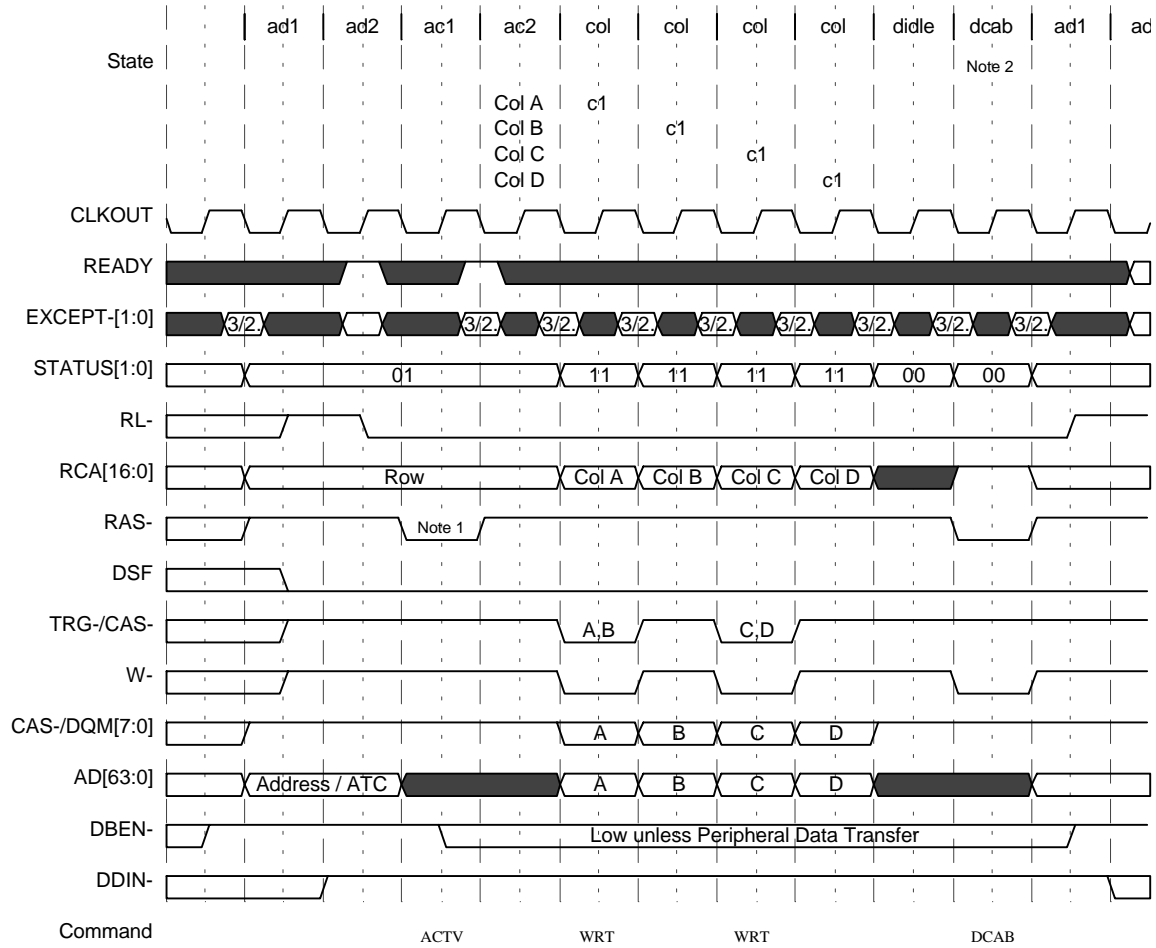 ad1 ad2 ac1 ac2 col col col col didle dcab ad1 ad
State Note 2
Col A c1
Col B c1
Col C c1
Col D c1
CLKOUT
READY
EXCEPT-[1:0] 3/2. 3/2. 3/2. 3/2. 3/2. 3/2. 3/2. 3/2. 3/2.
STATUS[1:0] 01 11 11 11 11 00 00
RL-
RCA[16:0] Row Col A Col B Col C Col D
RAS- Note 1
DSF
TRG-/CAS- A,B C,D
W-
CAS-/DQM[7:0] A B C D
AD[63:0] Address / ATC A B C D
DBEN- Low unless Peripheral Data Transfer
DDIN-
Command ACTV WRT WRT DCAB